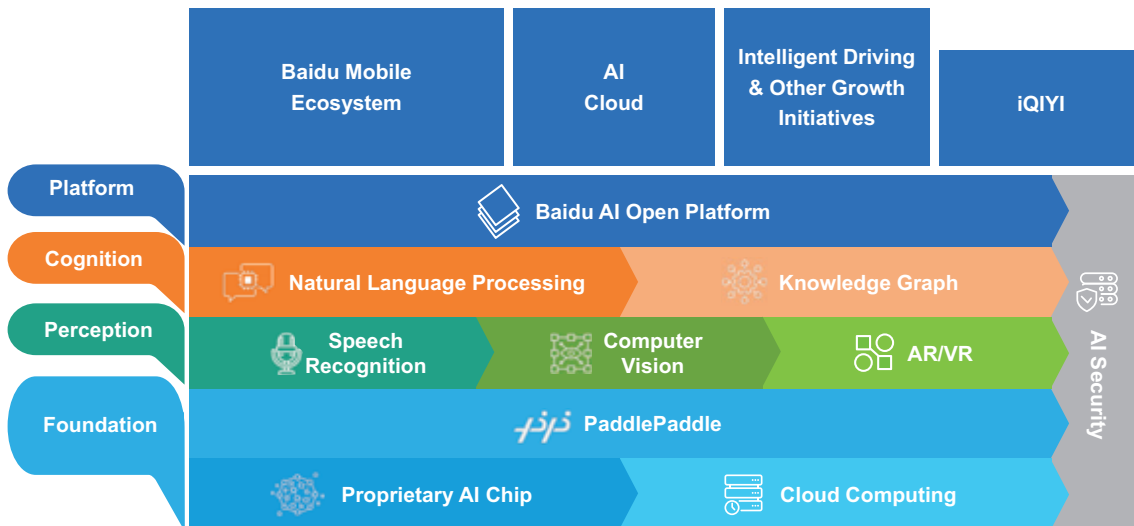 Baidu Mobile
Ecosystem
AI
Cloud
Intelligent Driving
& Other Growth
Initiatives
iQIYI
Platform
Baidu AI Open Platform
Cognition
Natural Language Processing
Knowledge Graph
Perception
Speech
Recognition
Computer
Vision
AR/VR
Foundation
PaddlePaddle
Proprietary AI Chip
Cloud Computing
AI Security